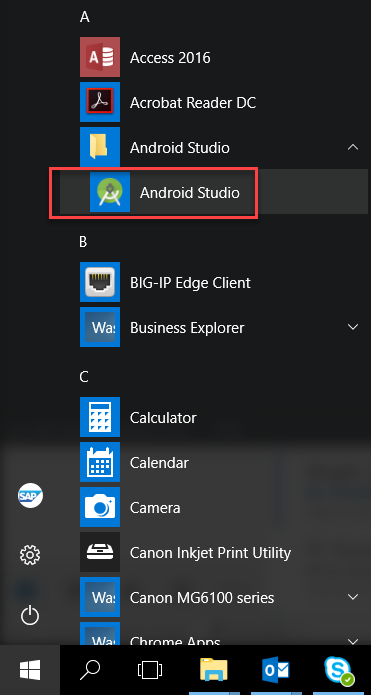 A
Access 2016
Acrobat Reader DC
Android Studio
Android Studio
B
BIG-IP Edge Client
Was Business Explorer
C
Calculator
Calendar
SAP
Camera
Canon Inkjet Print Utility
Was Canon MG6100 series
Was Chrome Apps